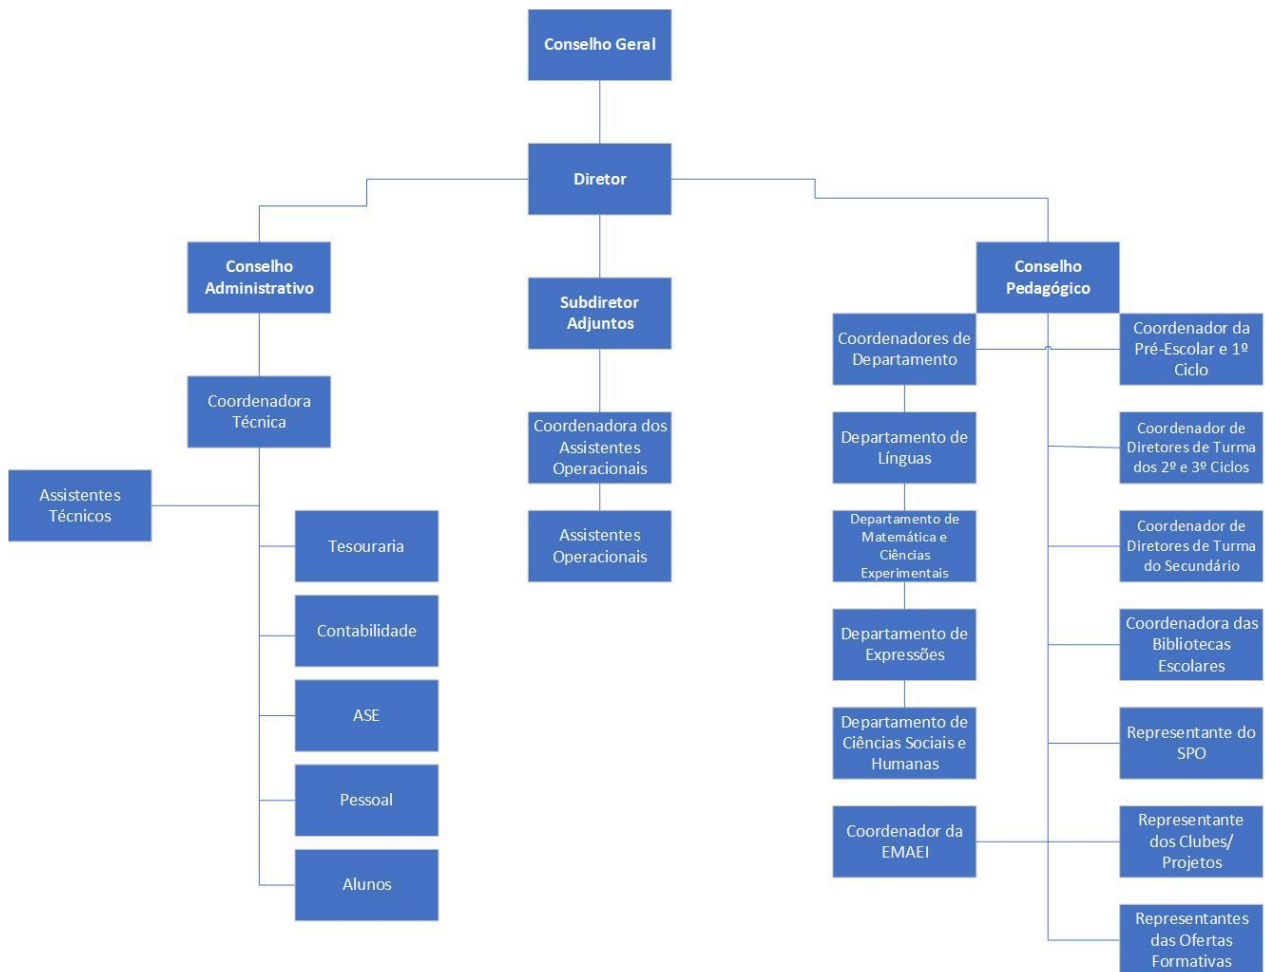 Conselho Geral
Diretor
Conselho
Administrativo
Subdiretor
Adjuntos
Conselho
Pedagógico
Coordenadora
Técnica
Assistentes
Técnicos
Tesouraria
Contabilidade
ASE
Pessoal
Alunos
Coordenadora dos
Assistentes
Operacionais
Assistentes
Operacionais
Coordenadores de
Departamento
Departamento de
Línguas
Departamento de
Matemática e
Ciências
Experimentais
Departamento de
Expressões
Departamento de
Ciências Sociais e
Humanas
Coordenador da
EMAEI
Coordenador da
Pré-Escolar e 1º
Ciclo
Coordenador de
Diretores de Turma
dos 2º e 3º Ciclos
Coordenador de
Diretores de Turma
do Secundário
Coordenadora das
Bibliotecas
Escolares
Representante do
SPO
Representante
dos Clubes/
Projetos
Representantes
das Ofertas
Formativas